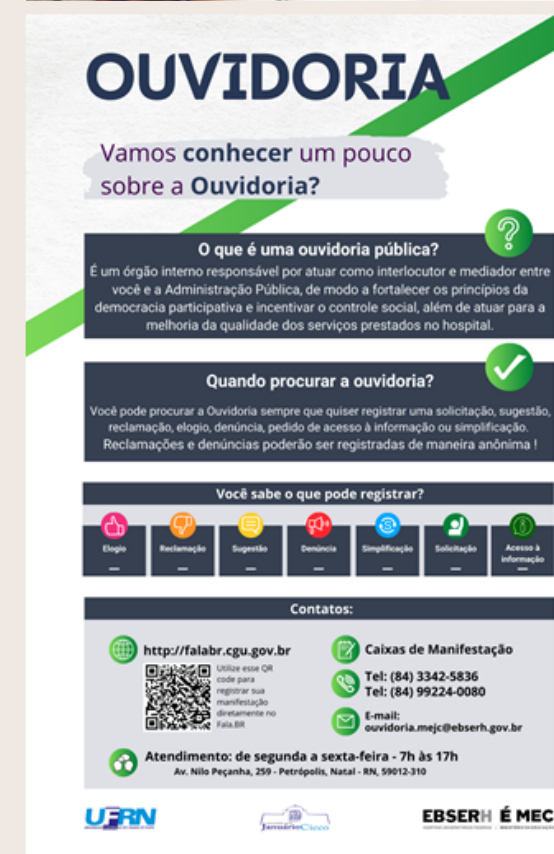 OUVIDORIA
Vamos conhecer um pouco
sobre a Ouvidoria?
O que é uma ouvidoria pública?
É um órgão interno responsável por atuar como interlocutor e mediador entre
você e a Administração Pública, de modo a fortalecer os princípios da
democracia participativa e incentivar o controle social, além de atuar para a
melhoria da qualidade dos serviços prestados no hospital.
Quando procurar a ouvidoria?
Você pode procurar a Ouvidoria sempre que quiser registrar uma solicitação, sugestão,
reclamação, elogio, denúncia, pedido de acesso à informação ou simplificação.
Reclamações e denúncias poderão ser registradas de maneira anônima !
Você sabe o que pode registrar?
Elogio
Reclamação
Sugestão
Denúncia
Simplificação
Solicitação
Acesso à
informação
Contatos:
http://falabr.cgu.gov.br
Utilize esse QR
code para
registrar sua
manifestação
diretamente no
Fala.BR
Caixas de Manifestação
Tel: (84) 3342-5836
Tel: (84) 99224-0080
E-mail:
ouvidoria.mejc@ebserh.gov.br
Atendimento: de segunda a sexta-feira - 7h às 17h
Av. Nilo Peçanha, 259 - Petrópolis, Natal - RN, 59012-310
UFRN
Januário Cicco
EBSERH É MEC